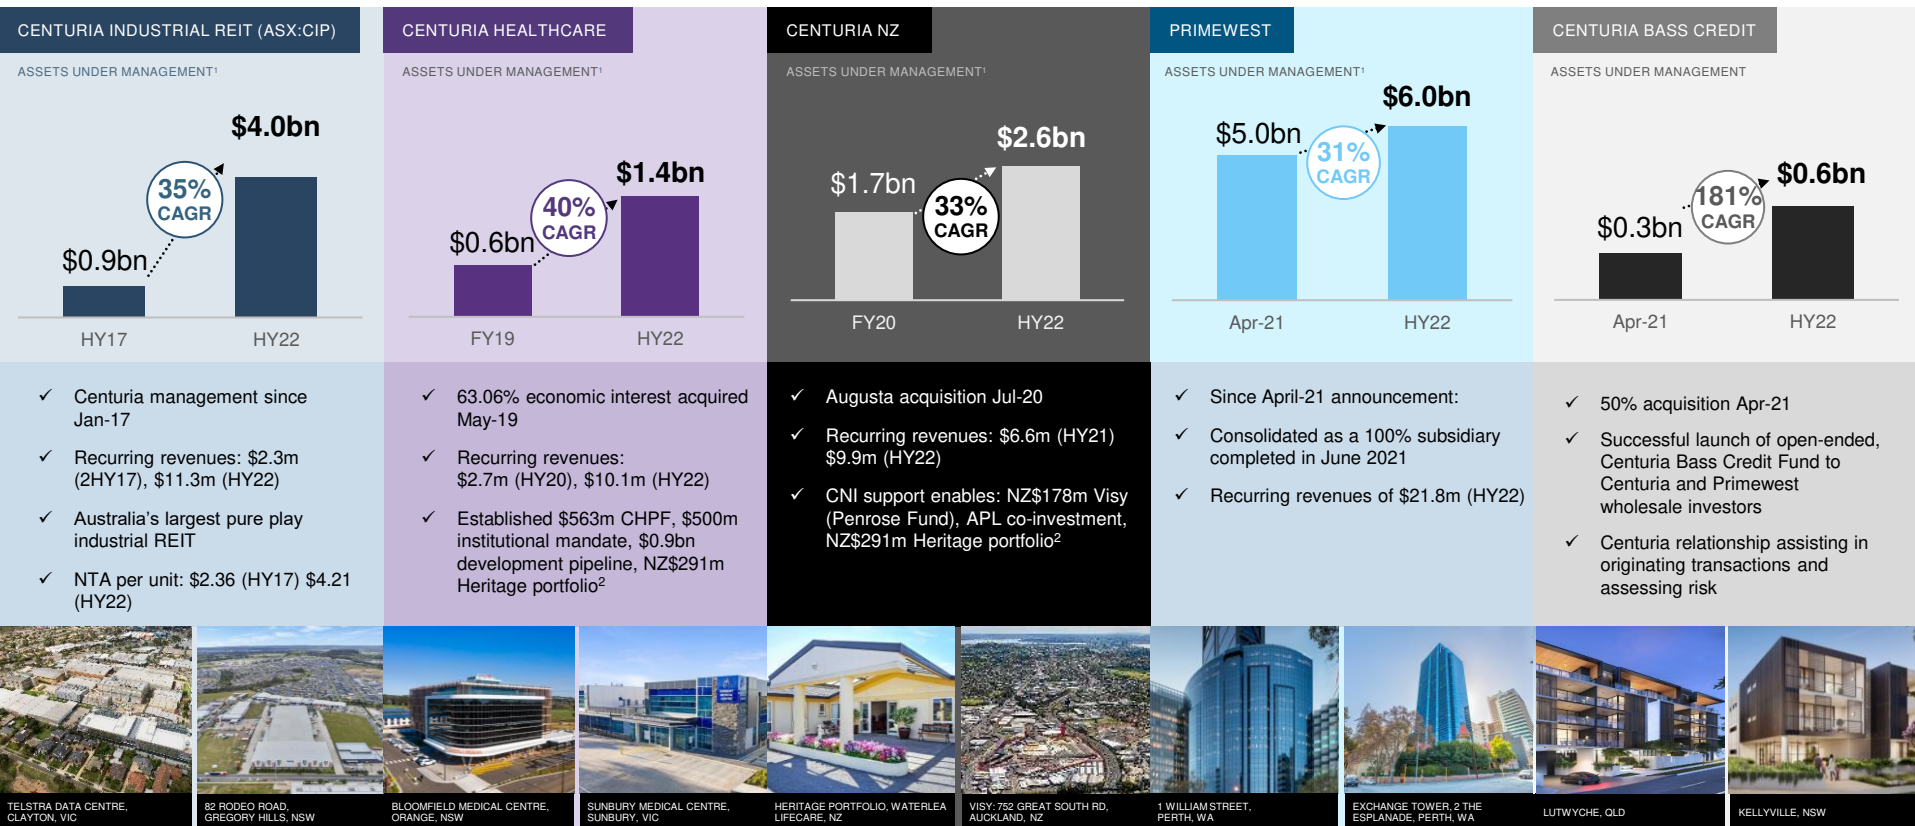 CENTURIA INDUSTRIAL REIT (ASX:CIP)
ASSETS UNDER MANAGEMENT¹
$4.0bn
35%
CAGR
$0.9bn
HY17
HY22
Centuria management since
Jan-17
Recurring revenues: $2.3m
(2HY17), $11.3m (HY22)
Australia’s largest pure play
industrial REIT
NTA per unit: $2.36 (HY17) $4.21
(HY22)
TELSTRA DATA CENTRE,
CLAYTON, VIC
82 RODEO ROAD,
GREGORY HILLS, NSW
CENTURIA HEALTHCARE
ASSETS UNDER MANAGEMENT¹
$1.4bn
40%
CAGR
$0.6bn
FY19
HY22
63.06% economic interest acquired
May-19
Recurring revenues:
$2.7m (HY20), $10.1m (HY22)
Established $563m CHPF, $500m
institutional mandate, $0.9bn
development pipeline, NZ$291m
Heritage portfolio²
BLOOMFIELD MEDICAL CENTRE,
ORANGE, NSW
SUNBURY MEDICAL CENTRE,
SUNBURY, VIC
CENTURIA NZ
ASSETS UNDER MANAGEMENT¹
$2.6bn
$1.7bn
33%
CAGR
FY20
HY22
Augusta acquisition Jul-20
Recurring revenues: $6.6m (HY21)
$9.9m (HY22)
CNI support enables: NZ$178m Visy
(Penrose Fund), APL co-investment,
NZ$291m Heritage portfolio²
HERITAGE PORTFOLIO, WATERLEA
LIFECARE, NZ
VISY: 752 GREAT SOUTH RD,
AUCKLAND, NZ
PRIMEWEST
ASSETS UNDER MANAGEMENT¹
$6.0bn
$5.0bn
31%
CAGR
Apr-21
HY22
Since April-21 announcement:
Consolidated as a 100% subsidiary
completed in June 2021
Recurring revenues of $21.8m (HY22)
1 WILLIAM STREET,
PERTH, WA
EXCHANGE TOWER, 2 THE
ESPLANADE, PERTH, WA
CENTURIA BASS CREDIT
ASSETS UNDER MANAGEMENT
$0.6bn
181%
CAGR
$0.3bn
Apr-21
HY22
50% acquisition Apr-21
Successful launch of open-ended,
Centuria Bass Credit Fund to
Centuria and Primewest
wholesale investors
Centuria relationship assisting in
originating transactions and
assessing risk
LUTWYCHE, QLD
KELLYVILLE, NSW